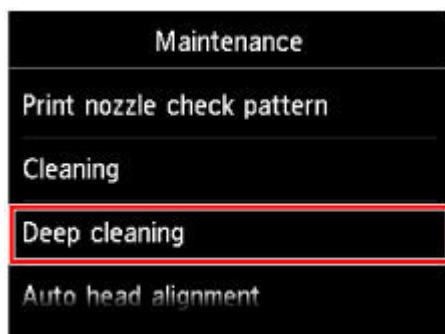 Maintenance
Print nozzle check pattern
Cleaning
Deep cleaning
Auto head alignment